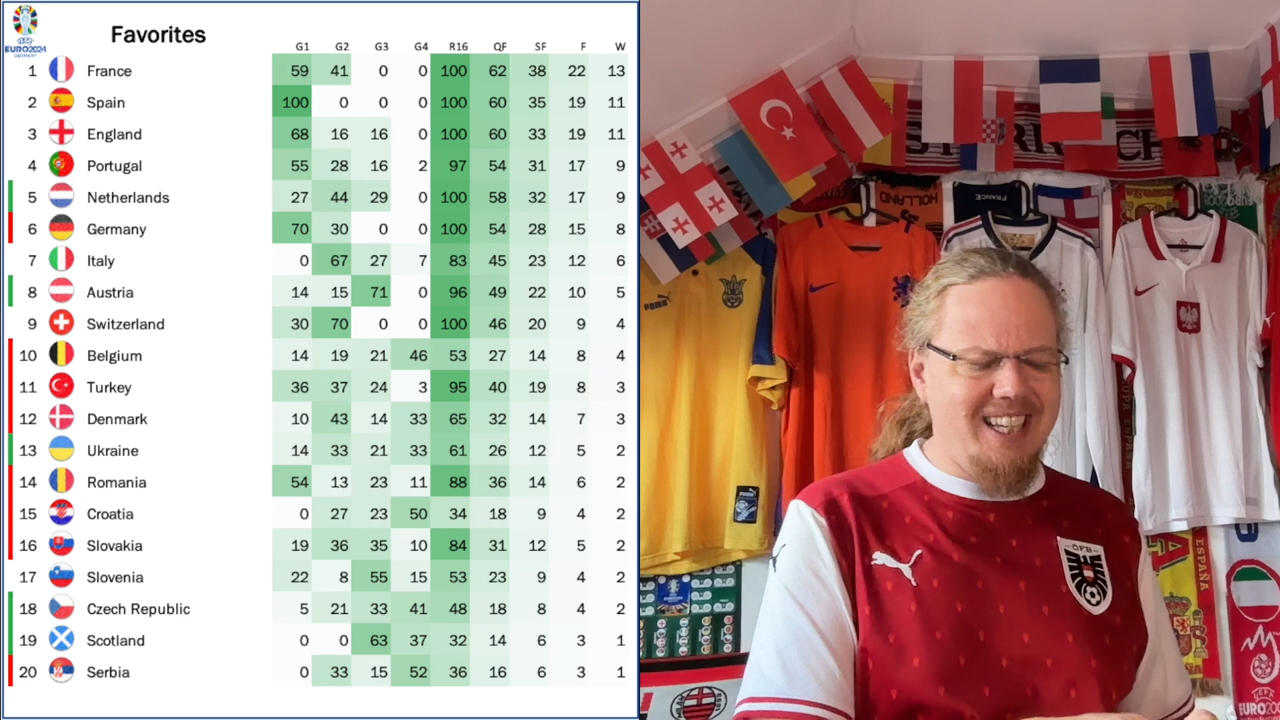 EURO2024
GERMANY
Favorites
G1 G2 G3 G4 R16 QF SF F W
1 France 59 41 0 0 100 62 38 22 13
2 Spain 100 0 0 0 100 60 35 19 11
3 England 68 16 16 0 100 60 33 19 11
4 Portugal 55 28 16 2 97 54 31 17 9
5 Netherlands 27 44 29 0 100 58 32 17 9
6 Germany 70 30 0 0 100 54 28 15 8
7 Italy 0 67 27 7 83 45 23 12 6
8 Austria 14 15 71 0 96 49 22 10 5
9 Switzerland 30 70 0 0 100 46 20 9 4
10 Belgium 14 19 21 46 53 27 14 8 4
11 Turkey 36 37 24 3 95 40 19 8 3
12 Denmark 10 43 14 33 65 32 14 7 3
13 Ukraine 14 33 21 33 61 26 12 5 2
14 Romania 54 13 23 11 88 36 14 6 2
15 Croatia 0 27 23 50 34 18 9 4 2
16 Slovakia 19 36 35 10 84 31 12 5 2
17 Slovenia 22 8 55 15 53 23 9 4 2
18 Czech Republic 5 21 33 41 48 18 8 4 2
19 Scotland 0 0 63 37 32 14 6 3 1
20 Serbia 0 33 15 52 36 16 6 3 1
HOLLAND
FRANCE
PUMA
ÖFB
ESPAÑA
MILAN
UEFA